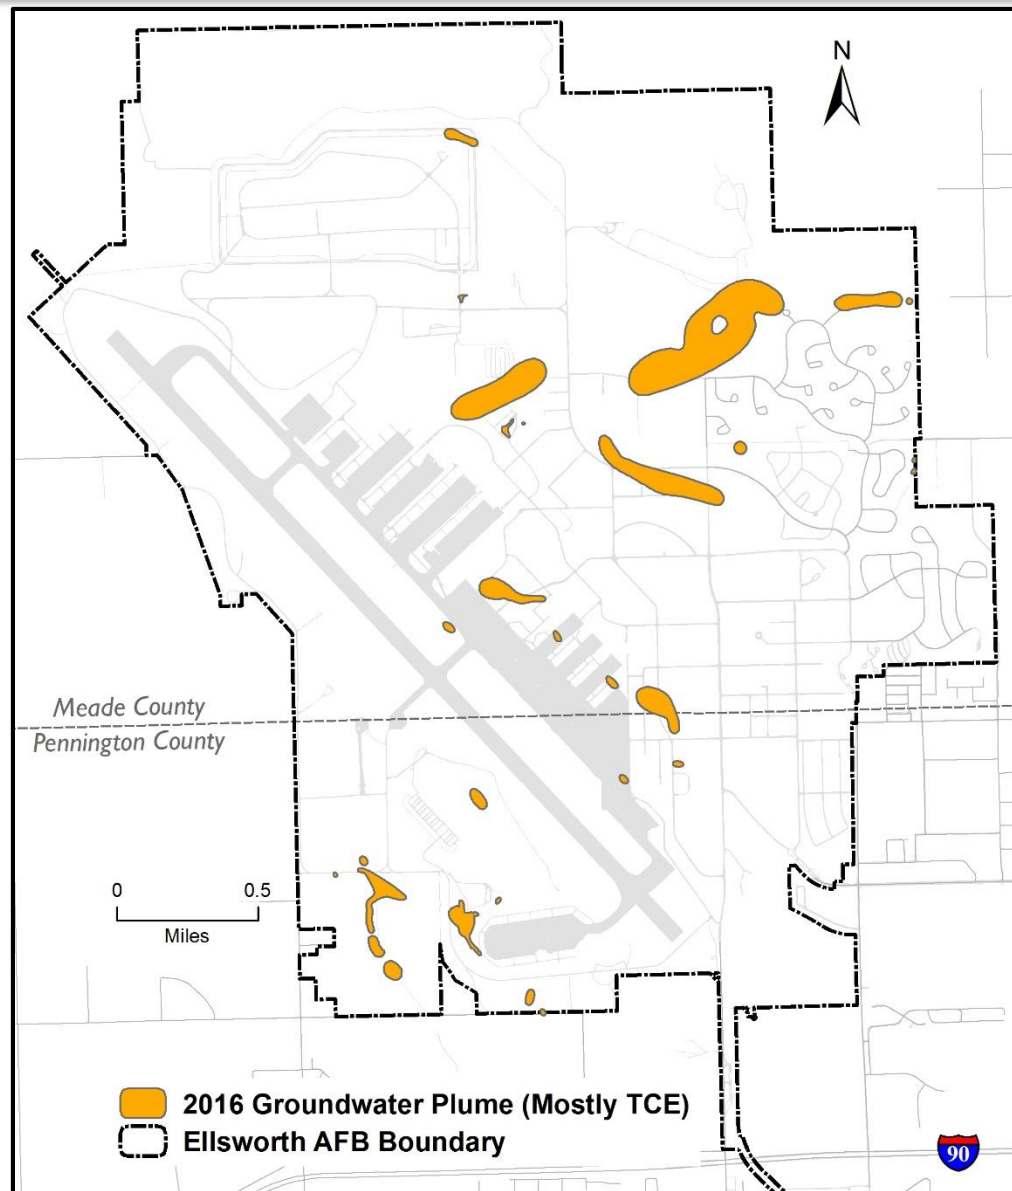 N
Meade County
Pennington County
0 0.5
Miles
2016 Groundwater Plume (Mostly TCE)
Ellsworth AFB Boundary
90